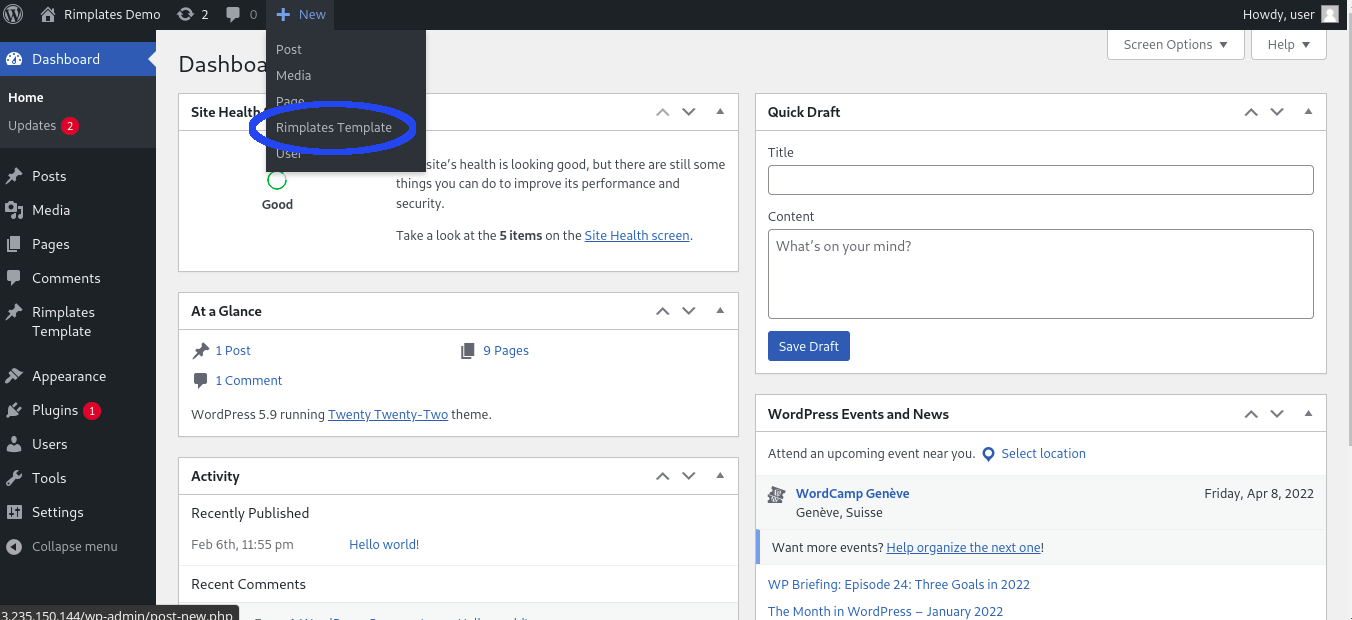 Rimplates Demo 2 0 New Howdy, user
Post
Media
Page
Rimplates Template
User
Dashboard
Home
Updates 2
Posts
Media
Pages
Comments
Rimplates
Template
Appearance
Plugins 1
Users
Tools
Settings
Collapse menu
3.235.150.144/wp-admin/post-new.php
Screen Options Help
Site Health
site's health is looking good, but there are still some
things you can do to improve its performance and
security.
Good
Take a look at the 5 items on the Site Health screen.
At a Glance
1 Post 9 Pages
1 Comment
WordPress 5.9 running Twenty Twenty-Two theme.
Activity
Recently Published
Feb 6th, 11:55 pm Hello world!
Recent Comments
Quick Draft
Title
Content
What's on your mind?
Save Draft
WordPress Events and News
Attend an upcoming event near you. Select location
WordCamp Genève Friday, Apr 8, 2022
Genève, Suisse
Want more events? Help organize the next one!
WP Briefing: Episode 24: Three Goals in 2022
The Month in WordPress – January 2022